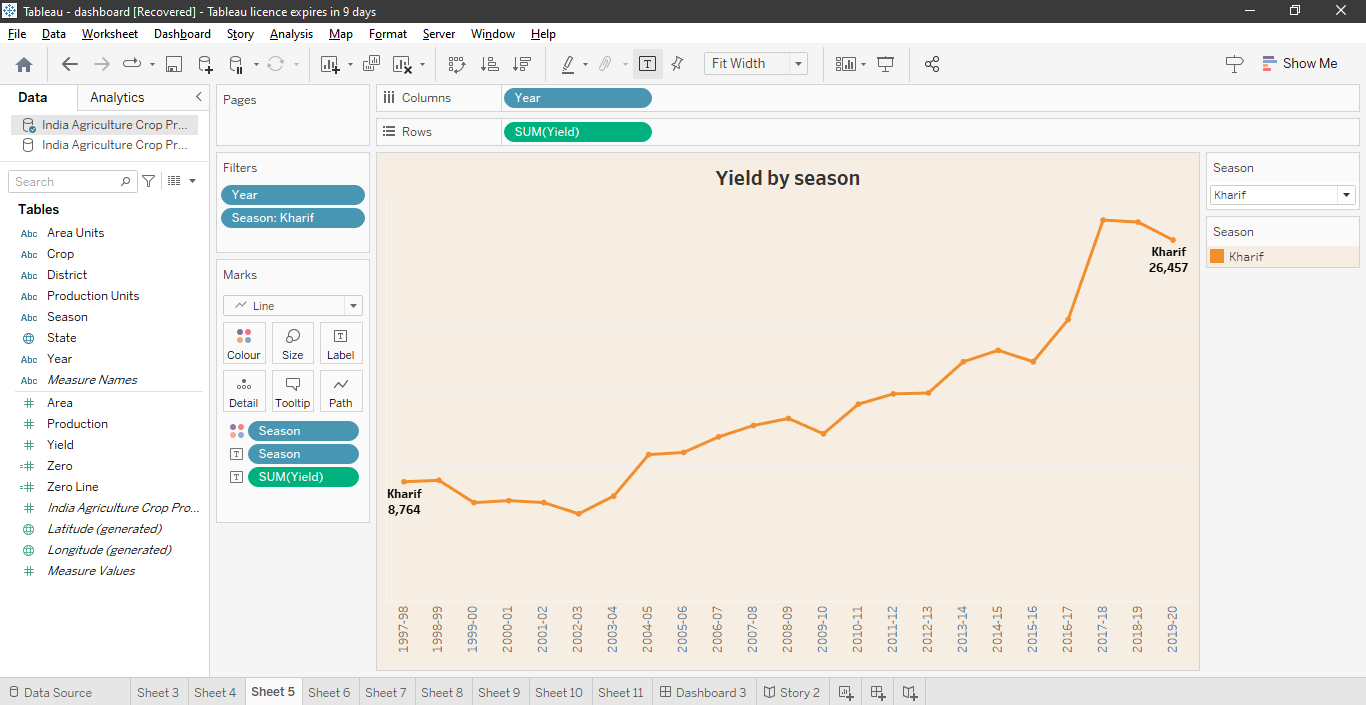 Tableau - dashboard [Recovered] - Tableau licence expires in 9 days
File Data Worksheet Dashboard Story Analysis Map Format Server Window Help
Fit Width
Show Me
Data Analytics
India Agriculture Crop Pr...
India Agriculture Crop Pr...
Search
Tables
Abc Area Units
Abc Crop
Abc District
Abc Production Units
Abc Season
State
Abc Year
Abc Measure Names
# Area
# Production
# Yield
=# Zero
=# Zero Line
# India Agriculture Crop Pro...
Latitude (generated)
Longitude (generated)
# Measure Values
Pages
Filters
Year
Season: Kharif
Marks
Line
Colour Size Label
Detail Tooltip Path
Season
Season
SUM(Yield)
Columns Year
Rows SUM(Yield)
Yield by season
Kharif
26,457
Kharif
8,764
1997-98
1998-99
1999-00
2000-01
2001-02
2002-03
2003-04
2004-05
2005-06
2006-07
2007-08
2008-09
2009-10
2010-11
2011-12
2012-13
2013-14
2014-15
2015-16
2016-17
2017-18
2018-19
2019-20
Season
Kharif
Season
Kharif
Data Source Sheet 3 Sheet 4 Sheet 5 Sheet 6 Sheet 7 Sheet 8 Sheet 9 Sheet 10 Sheet 11 Dashboard 3 Story 2